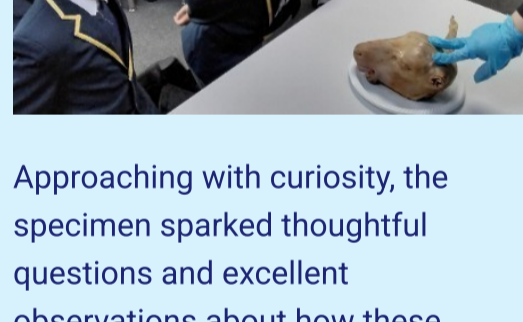 Approaching with curiosity, the
specimen sparked thoughtful
questions and excellent
observations about how these